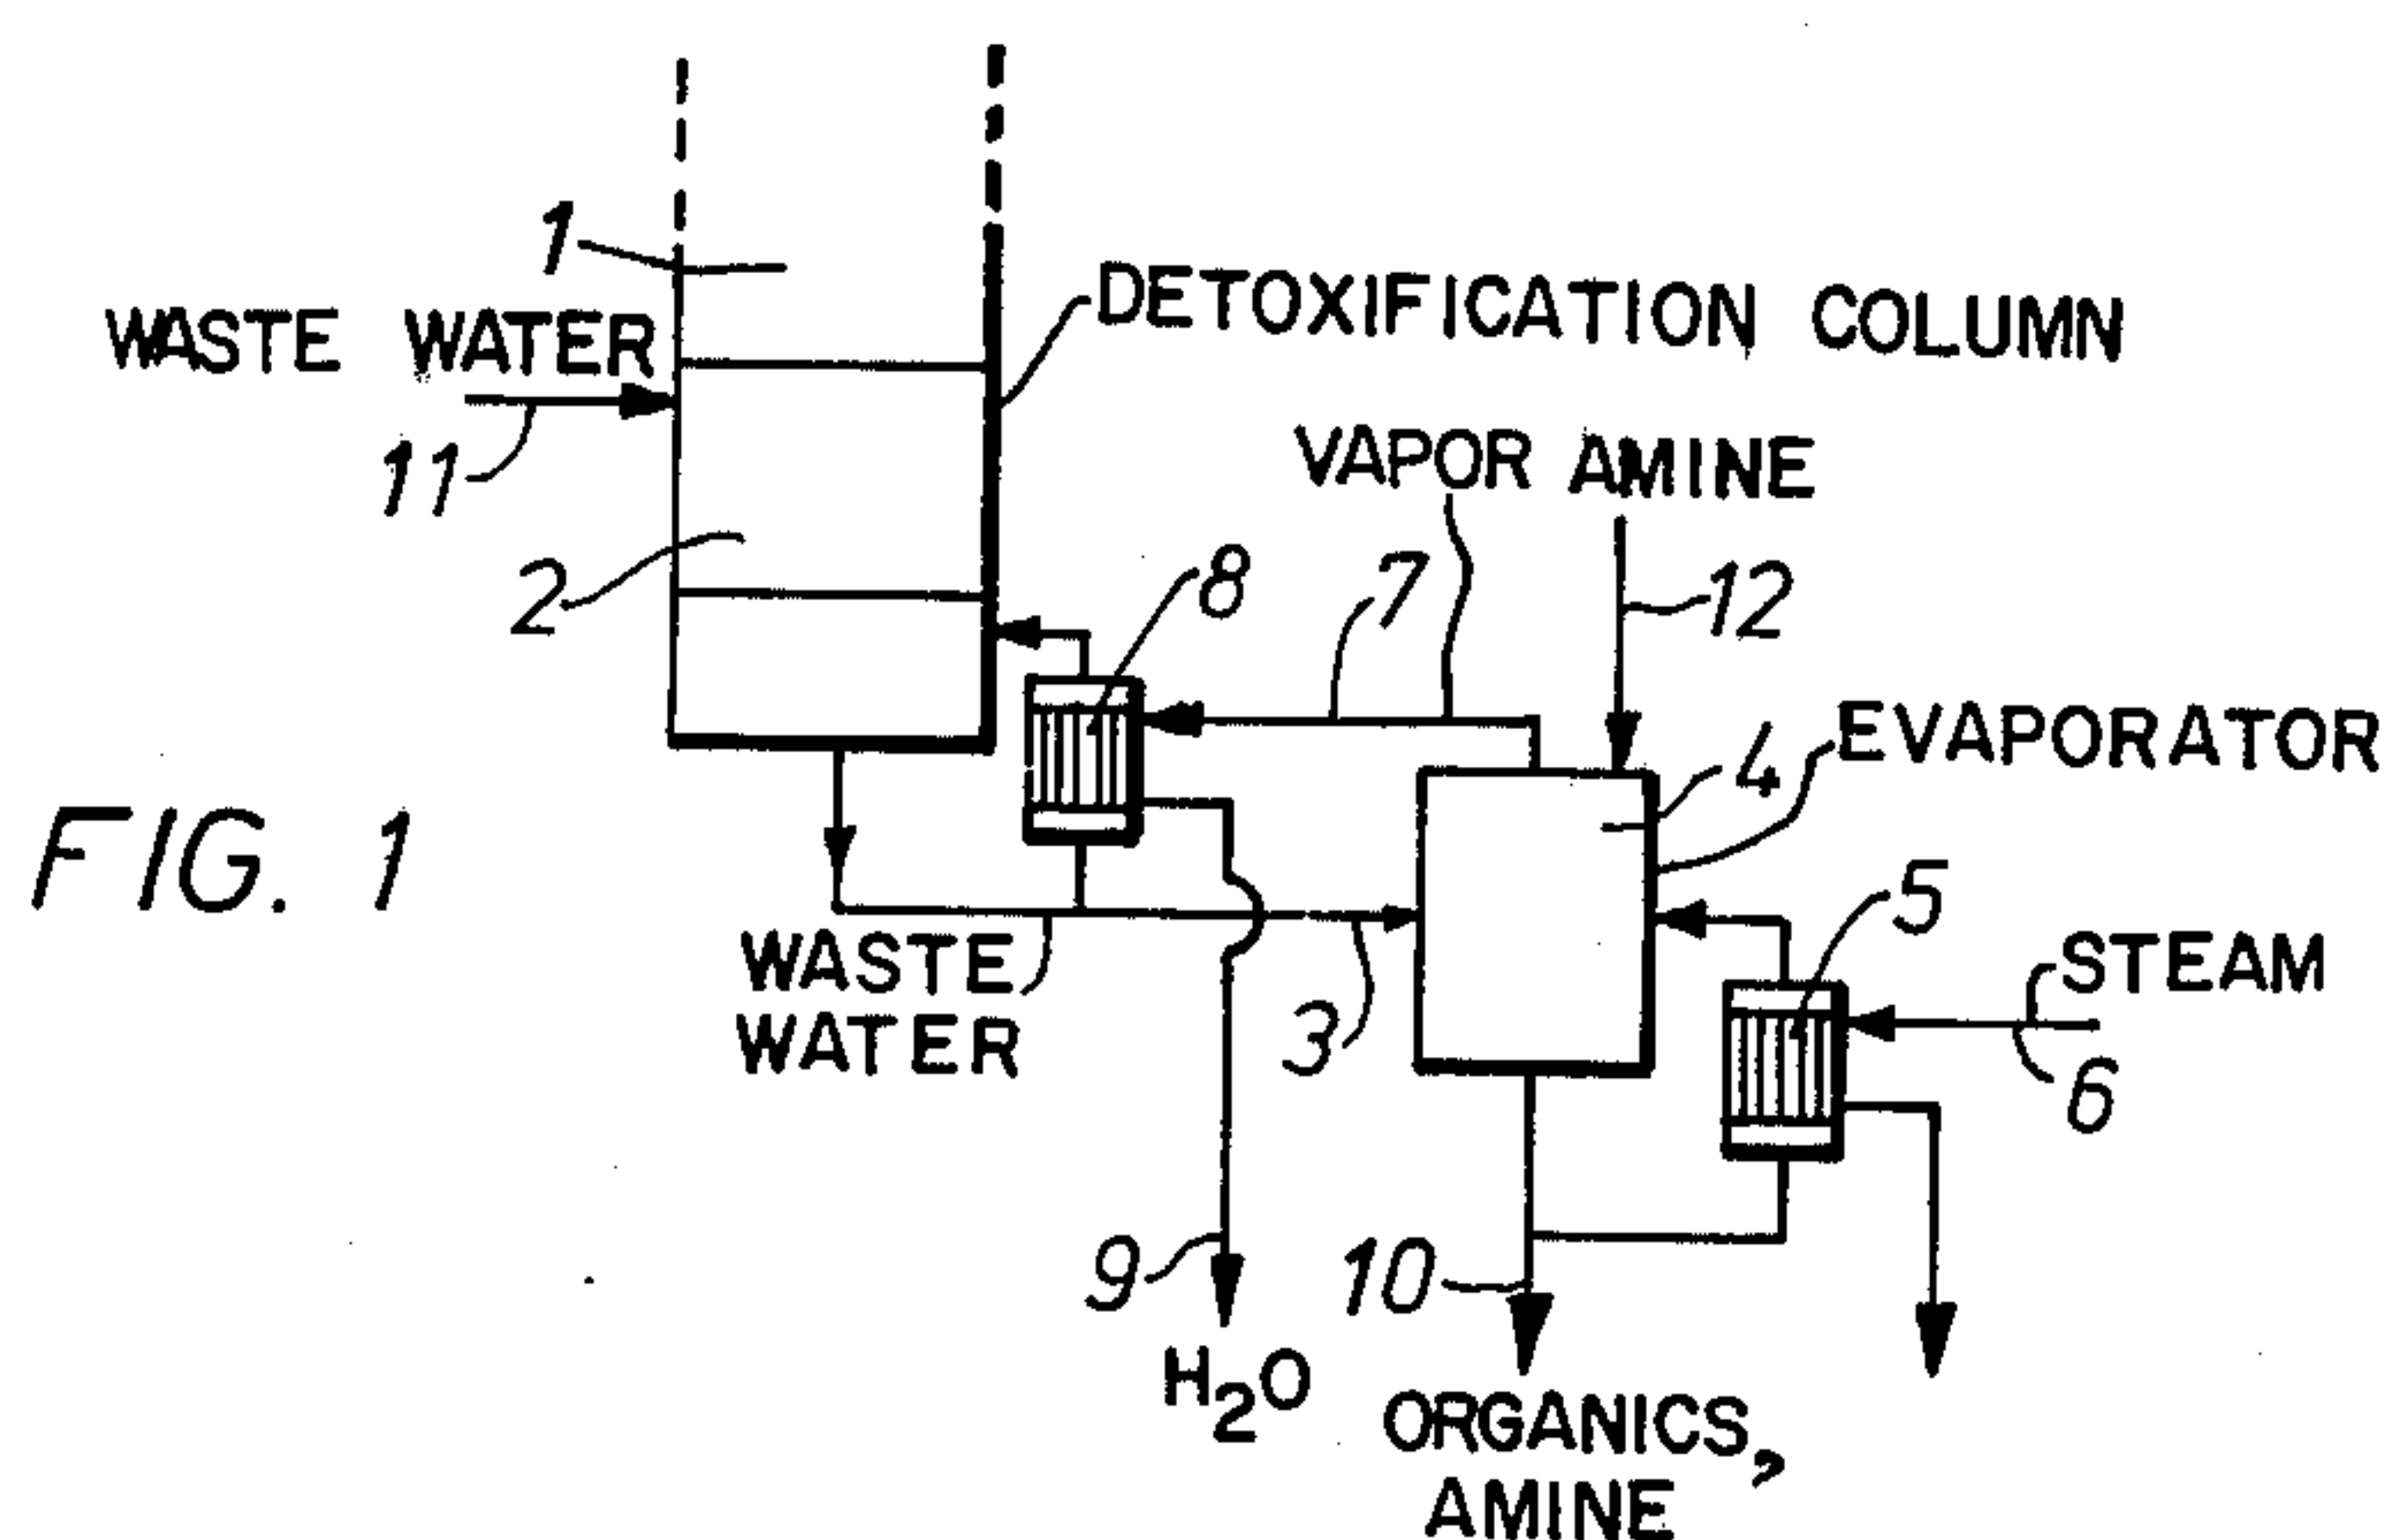 1
DETOXIFICATION COLUMN
WASTE WATER
11
VAPOR AMINE
2
8
7
12
EVAPORATOR
4
FIG. 1
5
WASTE
WATER
STEAM
3
6
9
10
H2O
ORGANICS,
AMINE